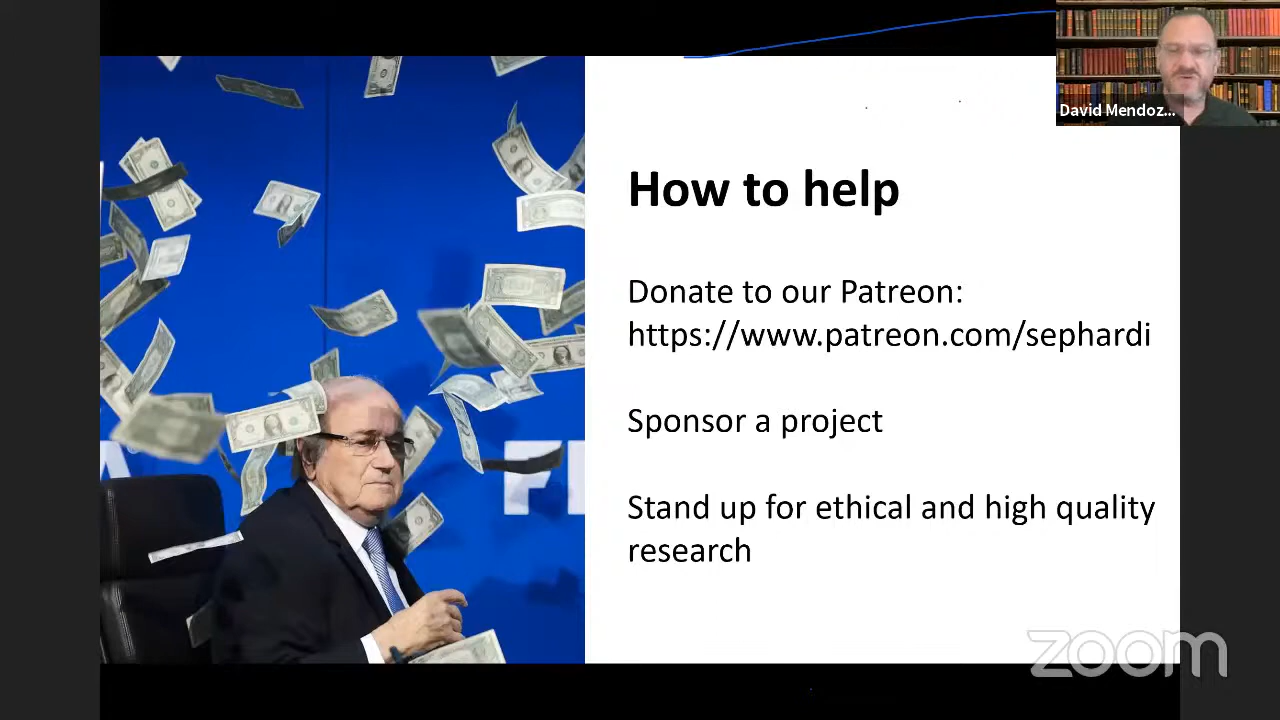 David Mendoz...
How to help
Donate to our Patreon:
https://www.patreon.com/sephardi
Sponsor a project
Stand up for ethical and high quality
research
zoom